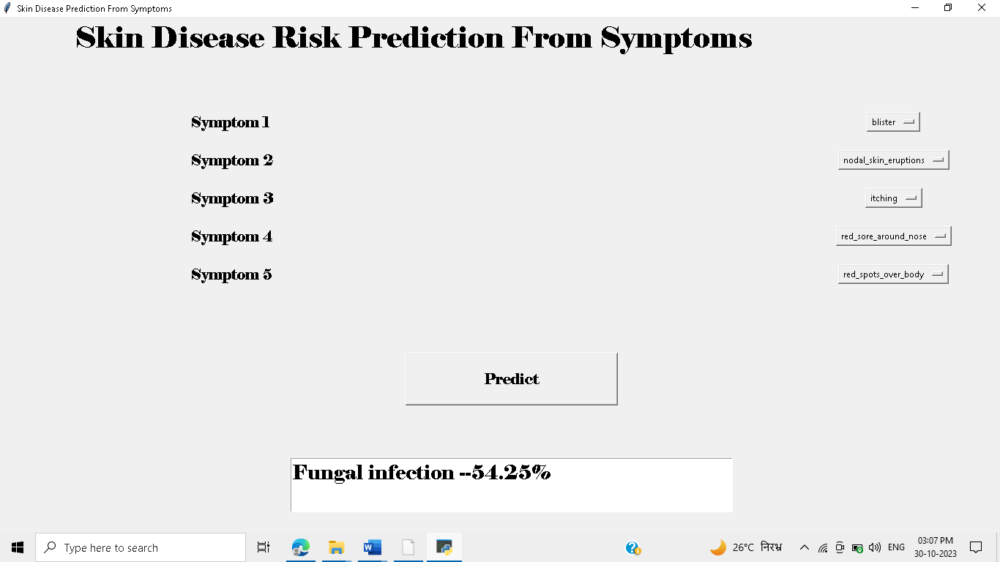 Skin Disease Prediction From Symptoms
Skin Disease Risk Prediction From Symptoms
Symptom 1 blister
Symptom 2 nodal_skin_eruptions
Symptom 3 itching
Symptom 4 red_sore_around_nose
Symptom 5 red_spots_over_body
Predict
Fungal infection --54.25%
Type here to search
26°C निरभ्र
ENG
03:07 PM
30-10-2023